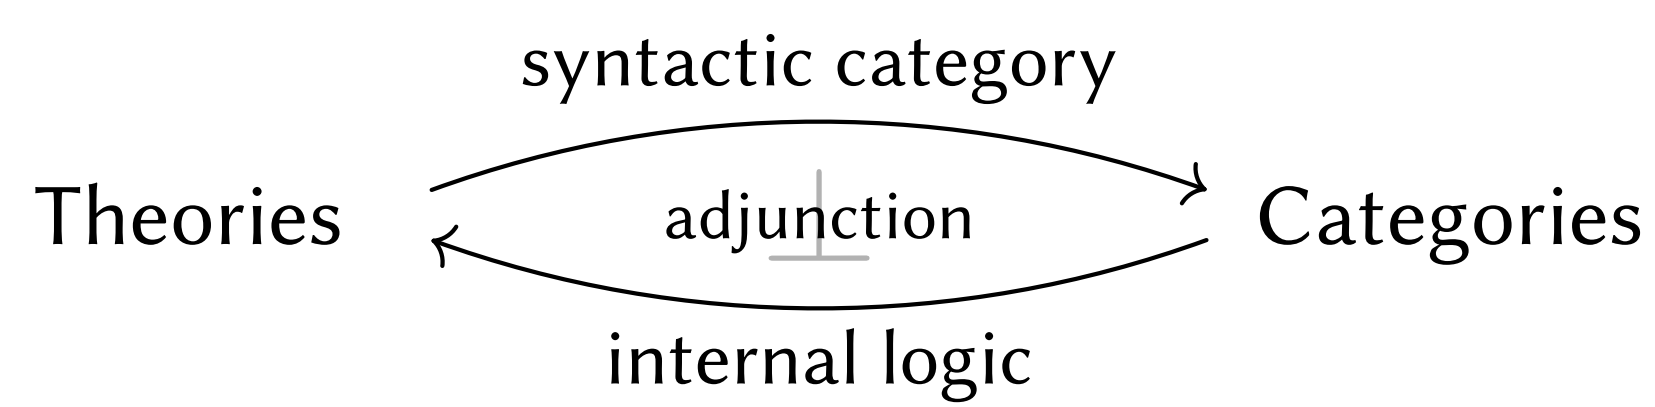 syntactic category
Theories
adjunction
Categories
internal logic